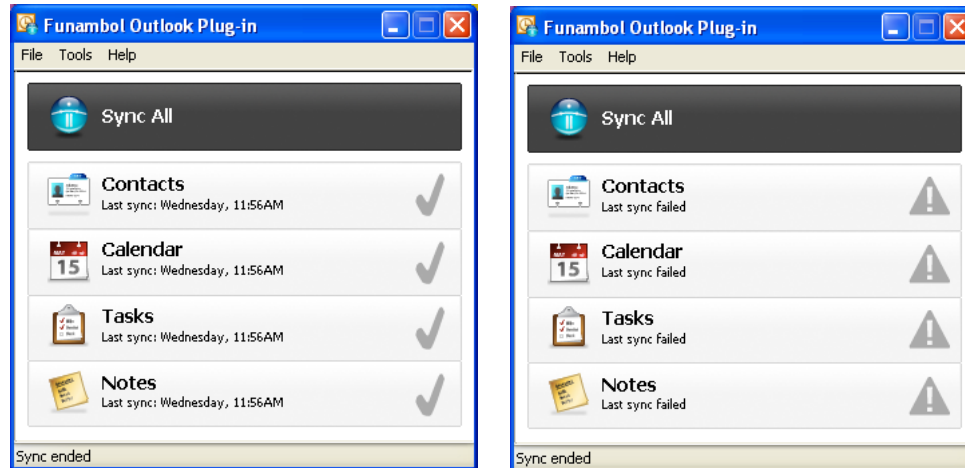 Funambol Outlook Plug-in
File Tools Help
Sync All
Contacts
Last sync: Wednesday, 11:56AM
Calendar
15
Last sync: Wednesday, 11:56AM
Tasks
Last sync: Wednesday, 11:56AM
Notes
Last sync: Wednesday, 11:56AM
Sync ended
Funambol Outlook Plug-in
File Tools Help
Sync All
Contacts
Last sync failed
Calendar
15
Last sync failed
Tasks
Last sync failed
Notes
Last sync failed
Sync ended